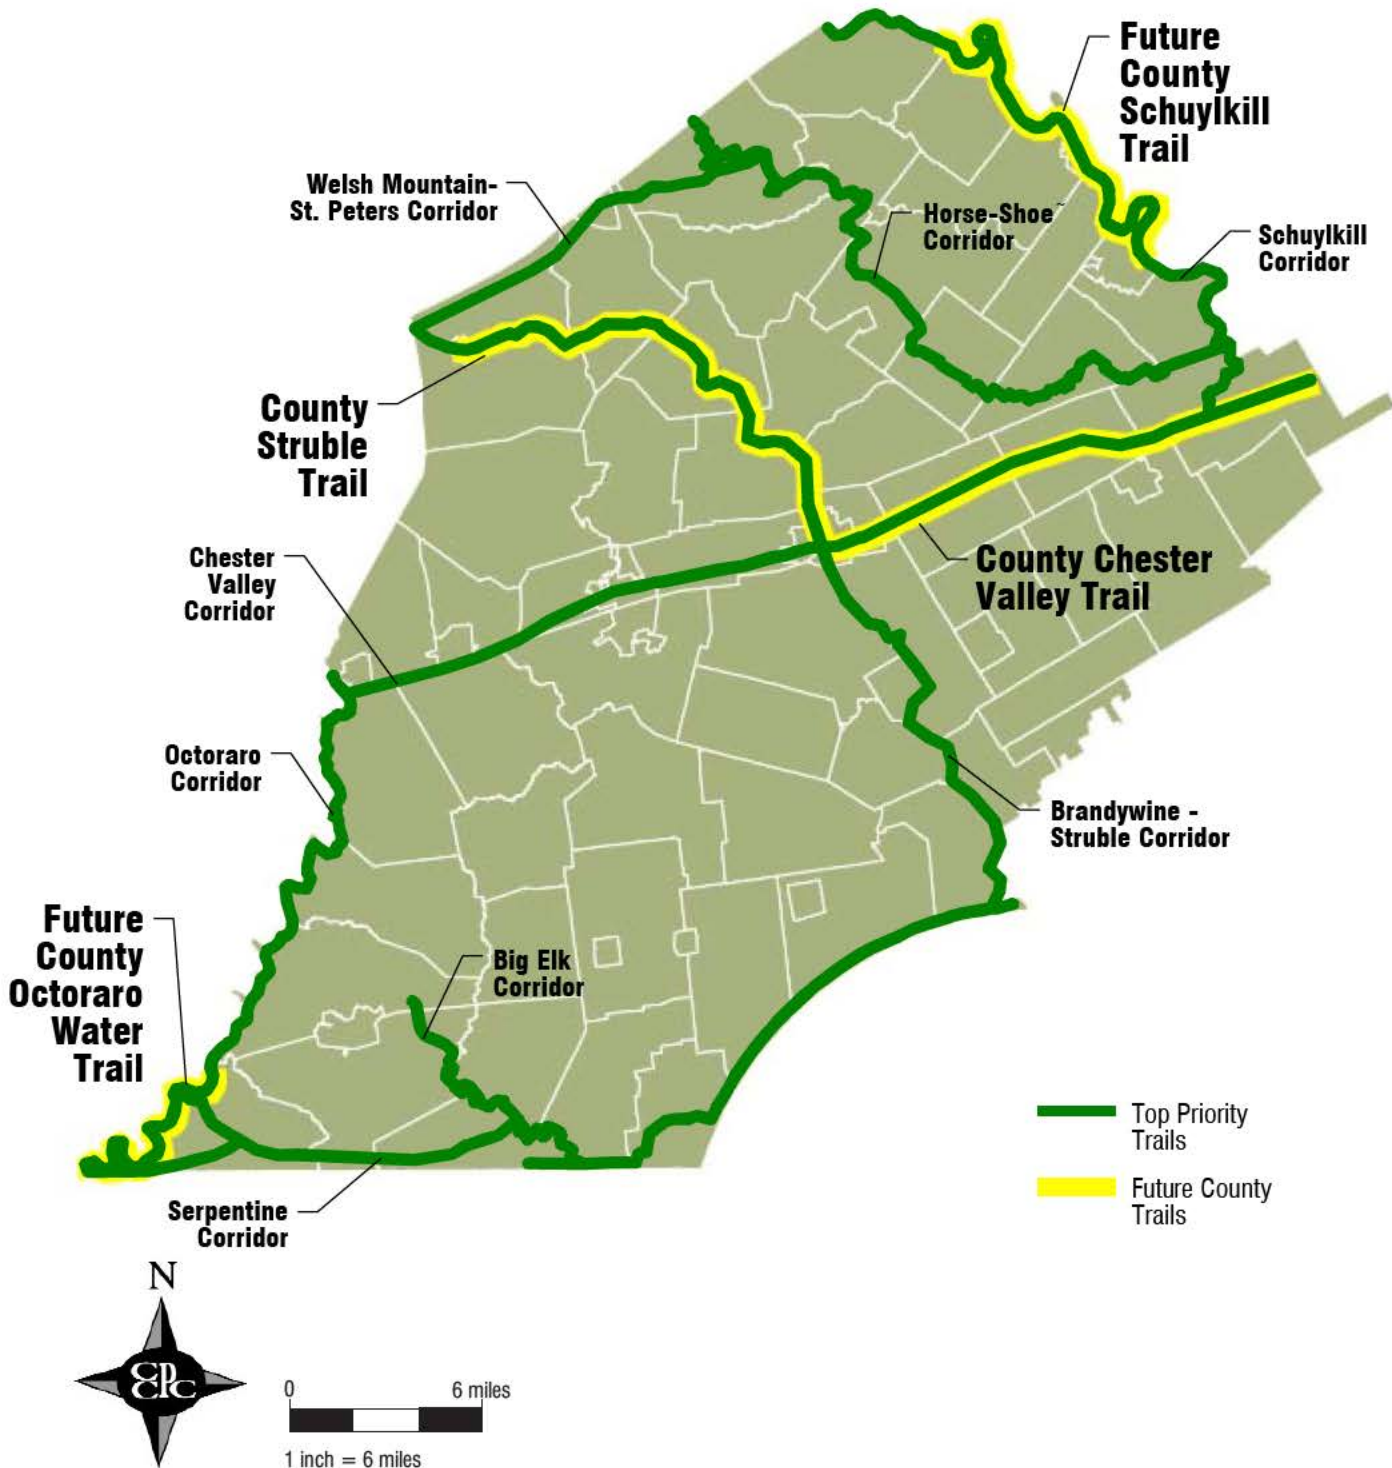 Future
County
Schuylkill
Trail
Welsh Mountain-
St. Peters Corridor
Horse-Shoe~
Corridor
Schuylkill
Corridor
County
Struble
Trail
Chester
Valley
Corridor
County Chester
Valley Trail
Octoraro
Corridor
Brandywine -
Struble Corridor
Future
County
Octoraro
Water
Trail
Big Elk
Corridor
Top Priority
Trails
Future County
Trails
Serpentine
Corridor
N
CP
CPC
0 6 miles
1 inch = 6 miles